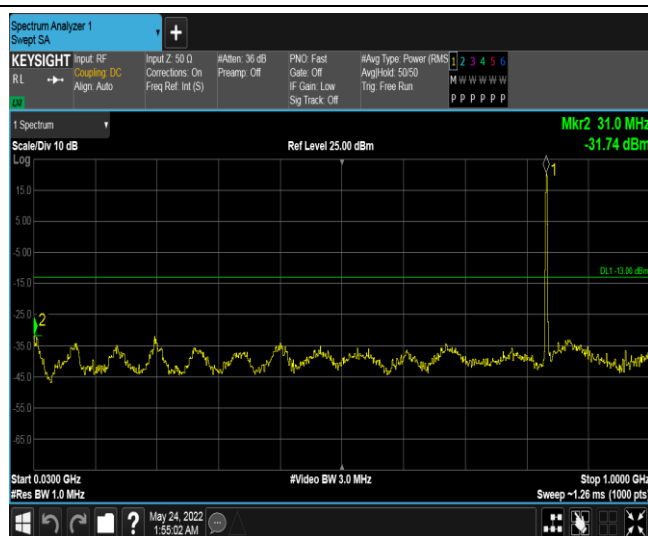 Spectrum Analyzer 1
Swept SA
+
KEYSIGHT
RL
LXI
Input: RF
Coupling: DC
Align: Auto
Input Z: 50 Ω
Corrections: On
Freq Ref: Int (S)
#Atten: 36 dB
Preamp: Off
PNO: Fast
Gate: Off
IF Gain: Low
Sig Track: Off
#Avg Type: Power (RMS
Avg|Hold: 50/50
Trig: Free Run
1 2 3 4 5 6
M W W W W W
P P P P P P
1 Spectrum
Mkr2 31.0 MHz
-31.74 dBm
Scale/Div 10 dB
Ref Level 25.00 dBm
Log
1
15.0
5.00
-5.00
DL1 -13.00 dBm
-15.0
-25.0
2
-35.0
-45.0
-55.0
-65.0
Start 0.0300 GHz
#Video BW 3.0 MHz
Stop 1.0000 GHz
#Res BW 1.0 MHz
Sweep ~1.26 ms (1000 pts)
?
May 24, 2022
1:55:02 AM